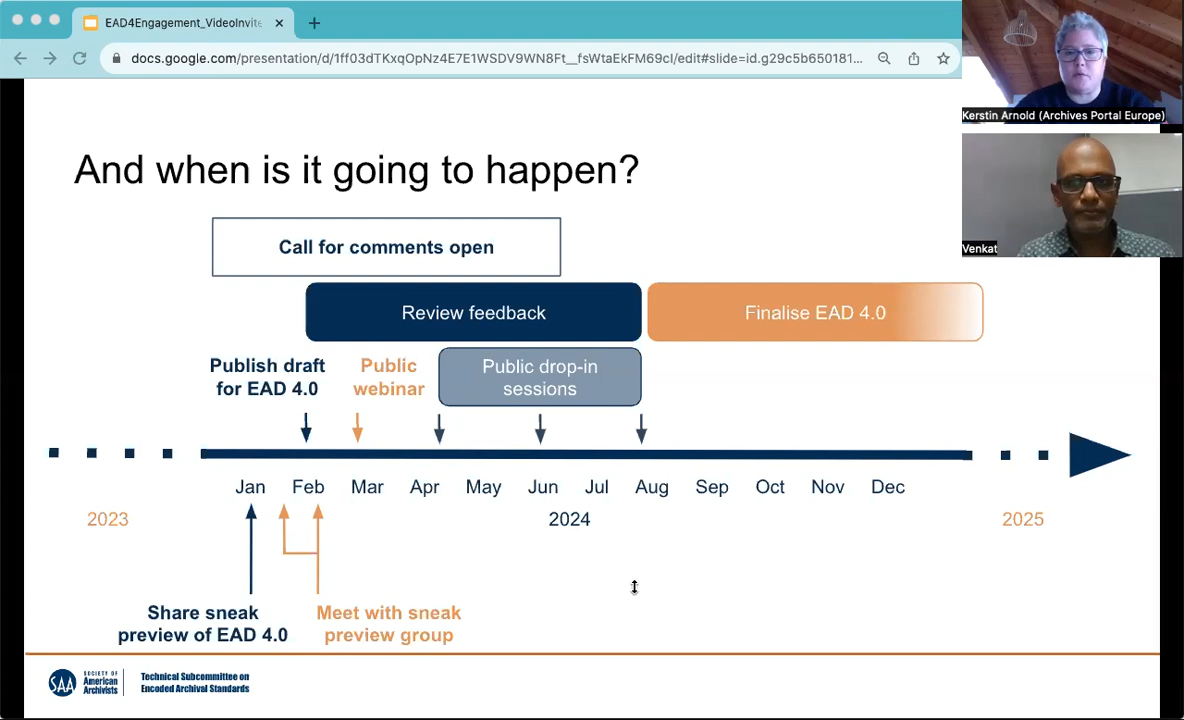 EAD4Engagement_VideoInvite
docs.google.com/presentation/d/1ff03dTKxqOpNz4E7E1WSDV9WN8Ft__fsWtaEkFM69cI/edit#slide=id.g29c5b650181...
Kerstin Arnold (Archives Portal Europe)
Venkat
And when is it going to happen?
Call for comments open
Review feedback
Finalise EAD 4.0
Publish draft
for EAD 4.0
Public
webinar
Public drop-in
sessions
Jan Feb Mar Apr May Jun Jul Aug Sep Oct Nov Dec
2023 2024 2025
Share sneak
preview of EAD 4.0
Meet with sneak
preview group
SAA
SOCIETY OF
American
Archivists
Technical Subcommittee on
Encoded Archival Standards